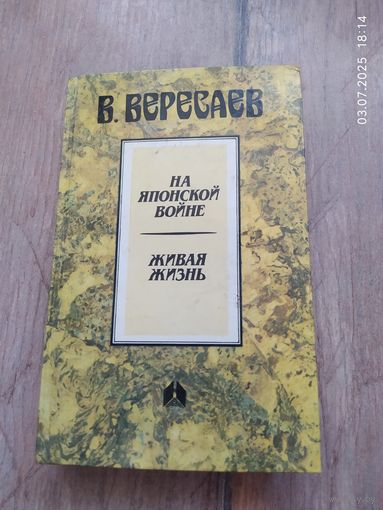 03.07.2025 18:14
В. ВЕРЕСАЕВ
НА
ЯПОНСКОЙ
ВОЙНЕ
ЖИВАЯ
ЖИЗНЬ